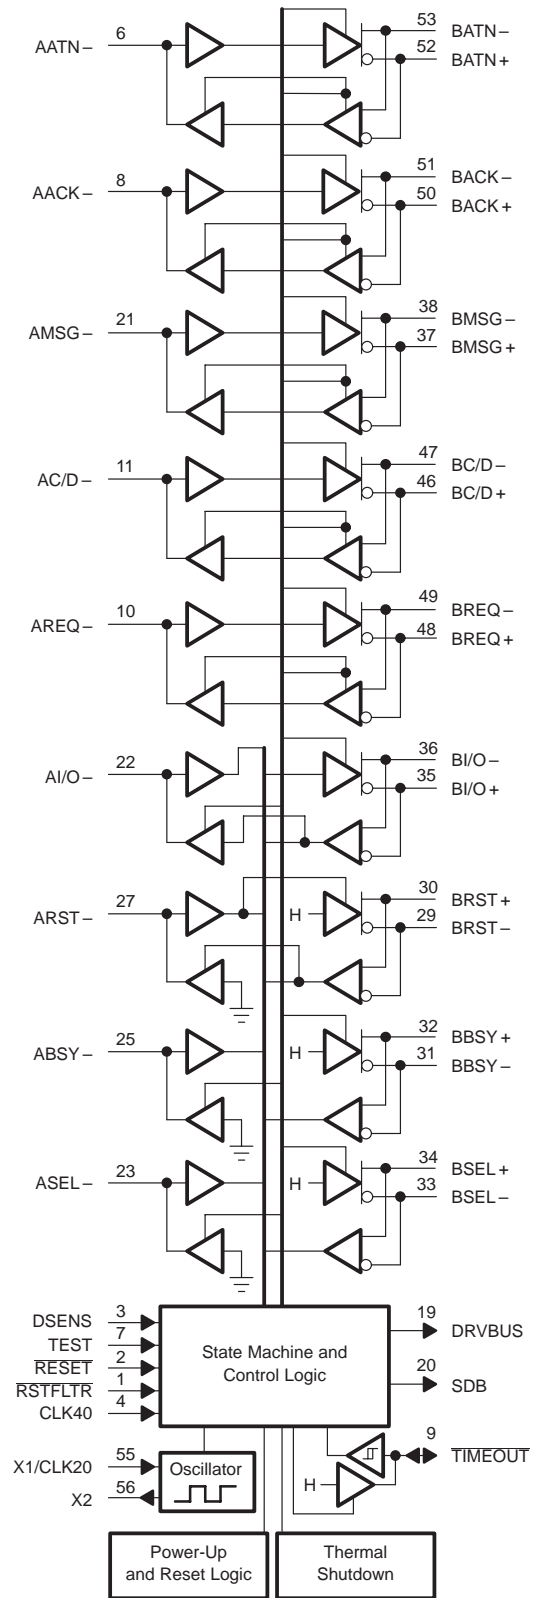 53
AATN– 6 BATN–
52
BATN+
51
AACK– 8 BACK–
50
BACK+
38
AMSG– 21 BMSG–
37
BMSG+
47
AC/D– 11 BC/D–
46
BC/D+
49
AREQ– 10 BREQ–
48
BREQ+
36
AI/O– 22 BI/O–
35
BI/O+
30
ARST– 27 H BRST+
29
BRST–
32
ABSY– 25 H BBSY+
31
BBSY–
34
ASEL– 23 H BSEL+
33
BSEL–
DSENS 3
TEST 7
RESET 2
RSTFLTR 1
CLK40 4
State Machine and
Control Logic
19
DRVBUS
20
SDB
9
TIMEOUT
H
X1/CLK20 55
X2 56
Oscillator
Power-Up
and Reset Logic
Thermal
Shutdown